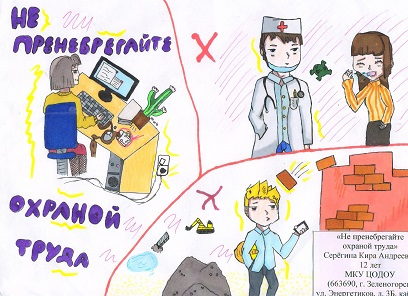 НЕ
ПРЕНЕБРЕГАЙТЕ
ОХРАНОЙ
ТРУДА
«Не пренебрегайте
охраной труда»
Серёгина Кира Андреев
12 лет
МКУ ЦОДОУ
(663690, г. Зеленогорс
ул. Энергетиков, д. 3Б, ка